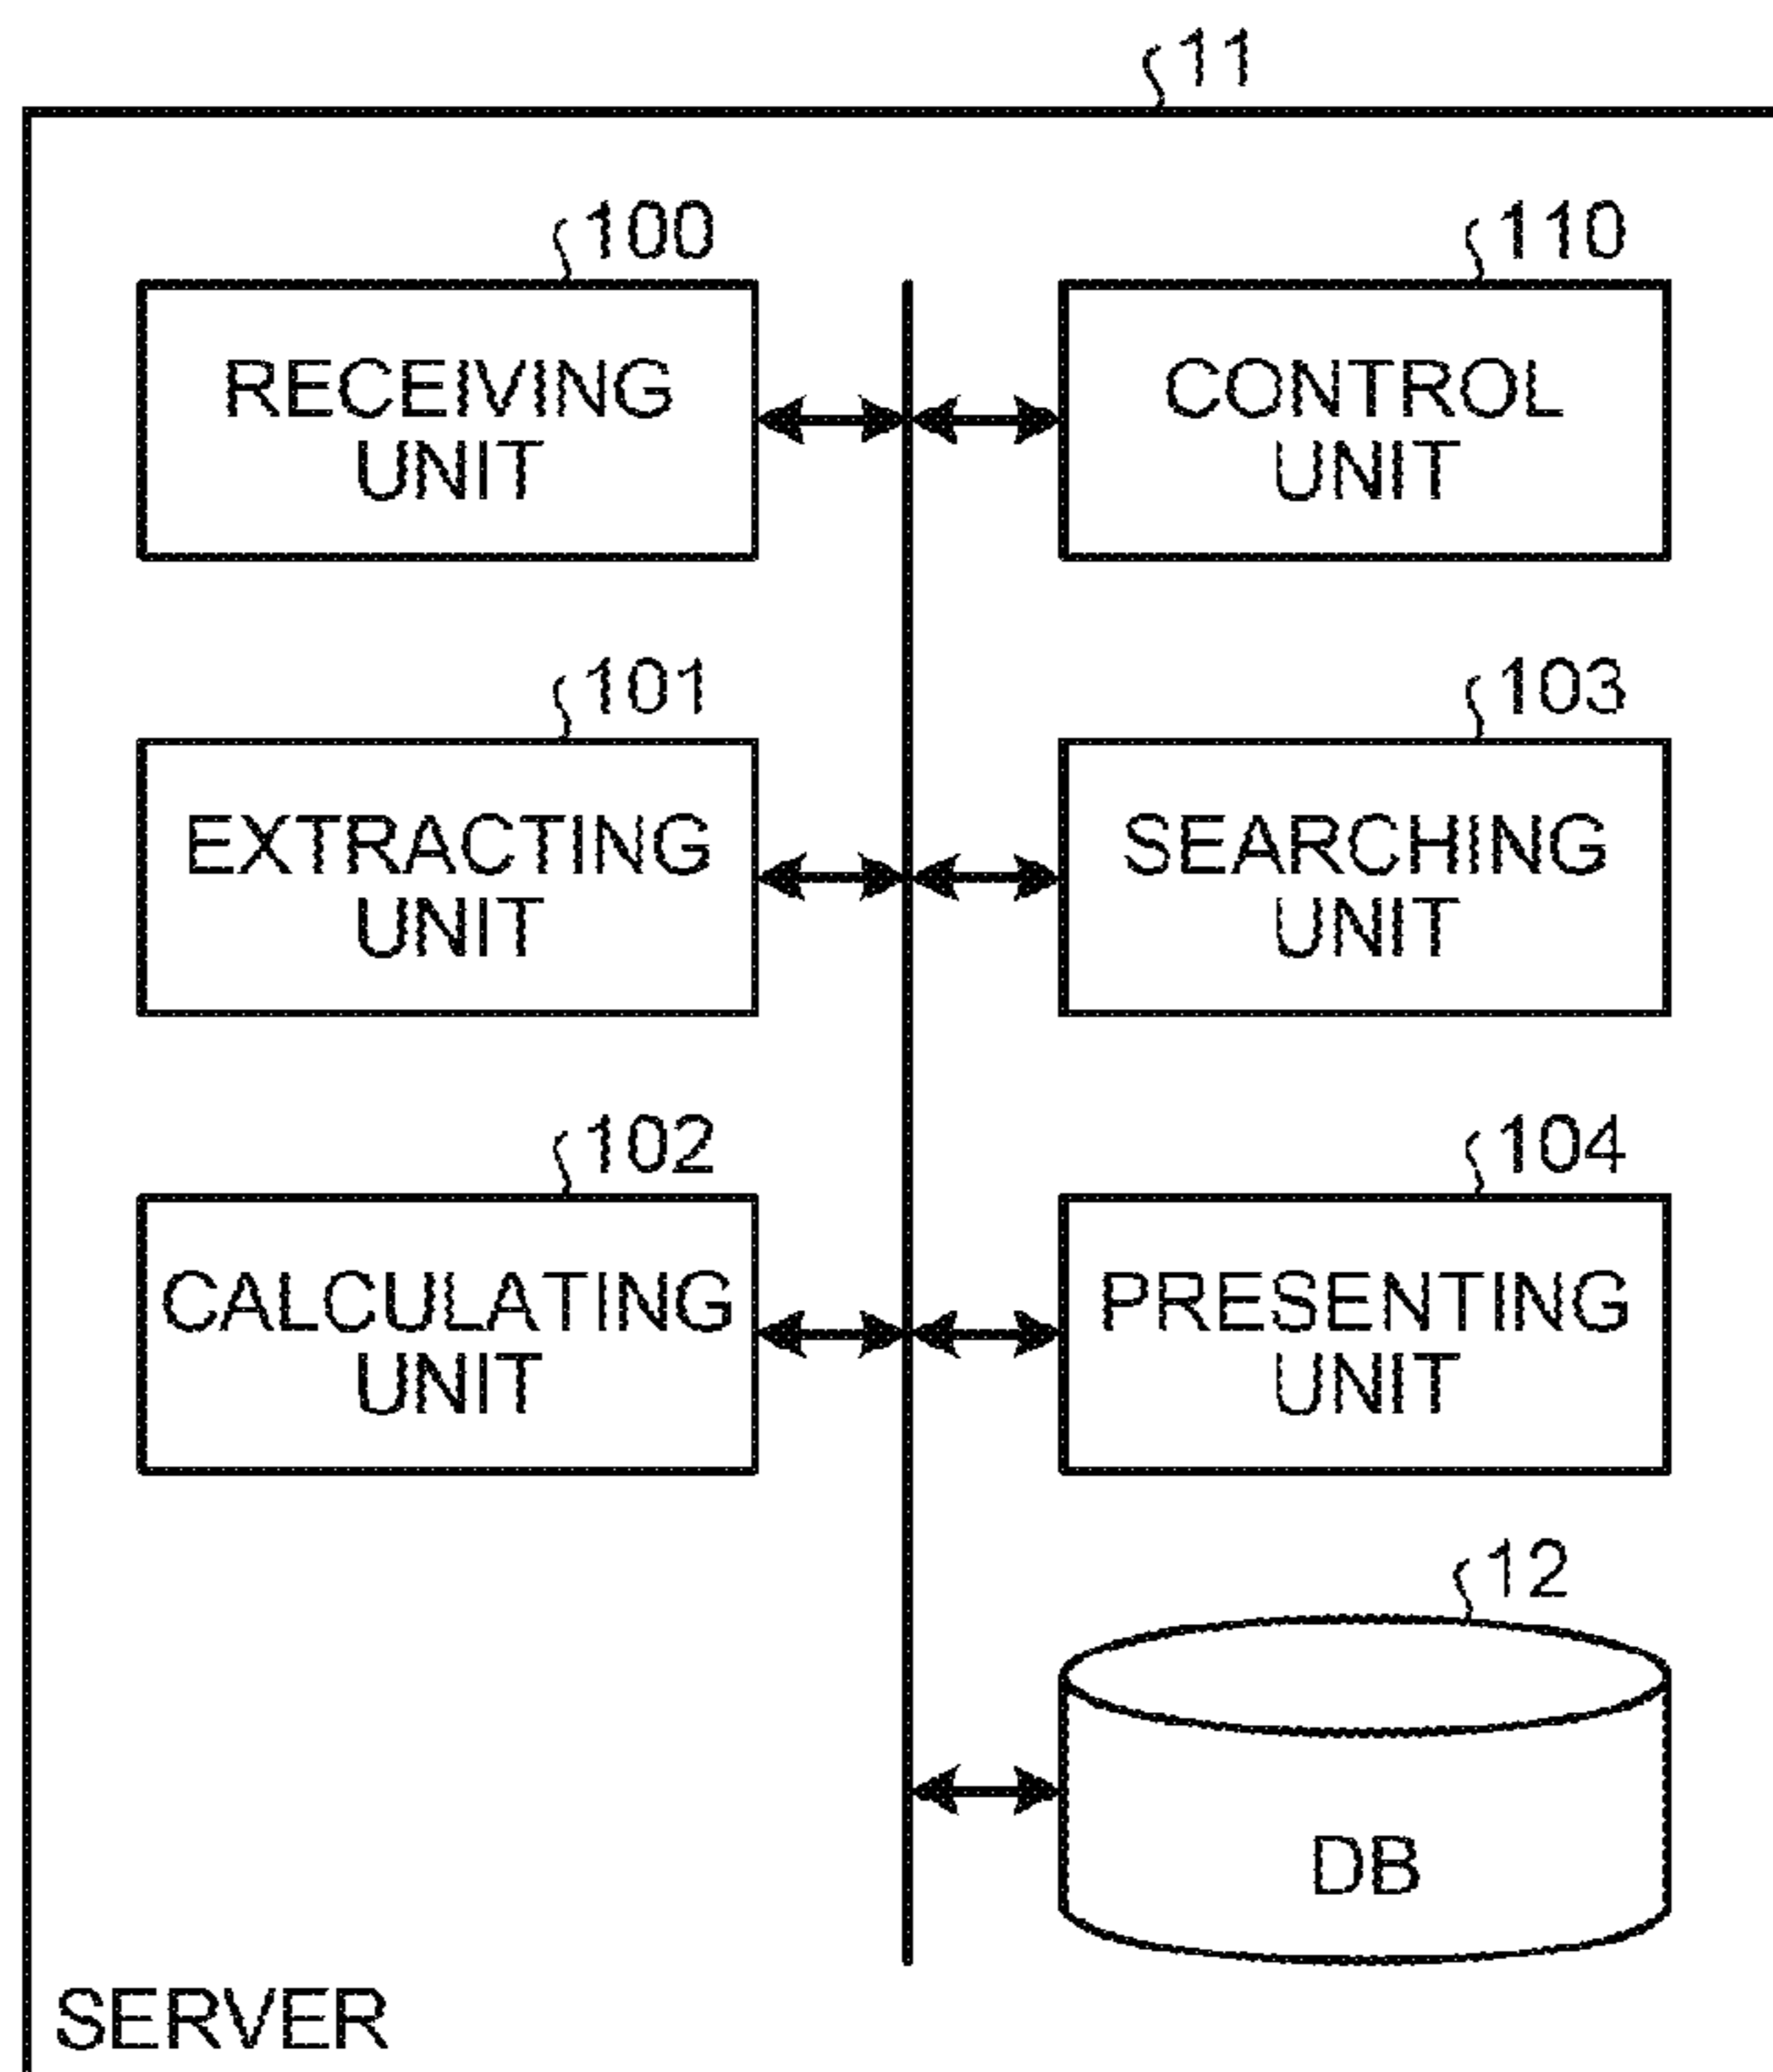 11
100
RECEIVING
UNIT
110
CONTROL
UNIT
101
EXTRACTING
UNIT
103
SEARCHING
UNIT
102
CALCULATING
UNIT
104
PRESENTING
UNIT
12
DB
SERVER